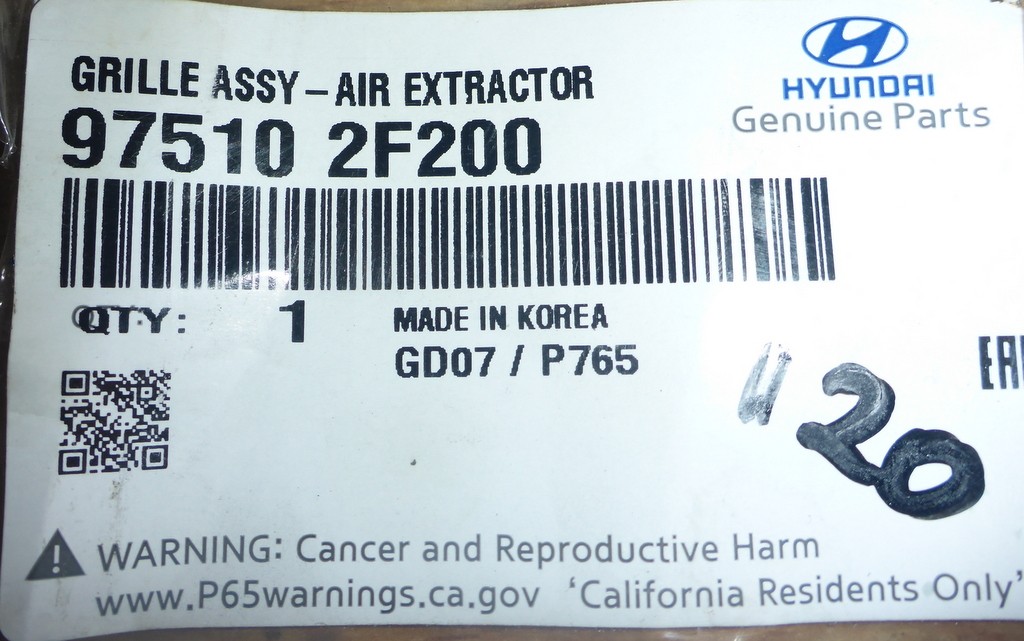 GRILLE ASSY-AIR EXTRACTOR
HYUNDAI
Genuine Parts
97510 2F200
QTY: 1
MADE IN KOREA
GD07 / P765
20
WARNING: Cancer and Reproductive Harm
www.P65warnings.ca.gov 'California Residents Only'